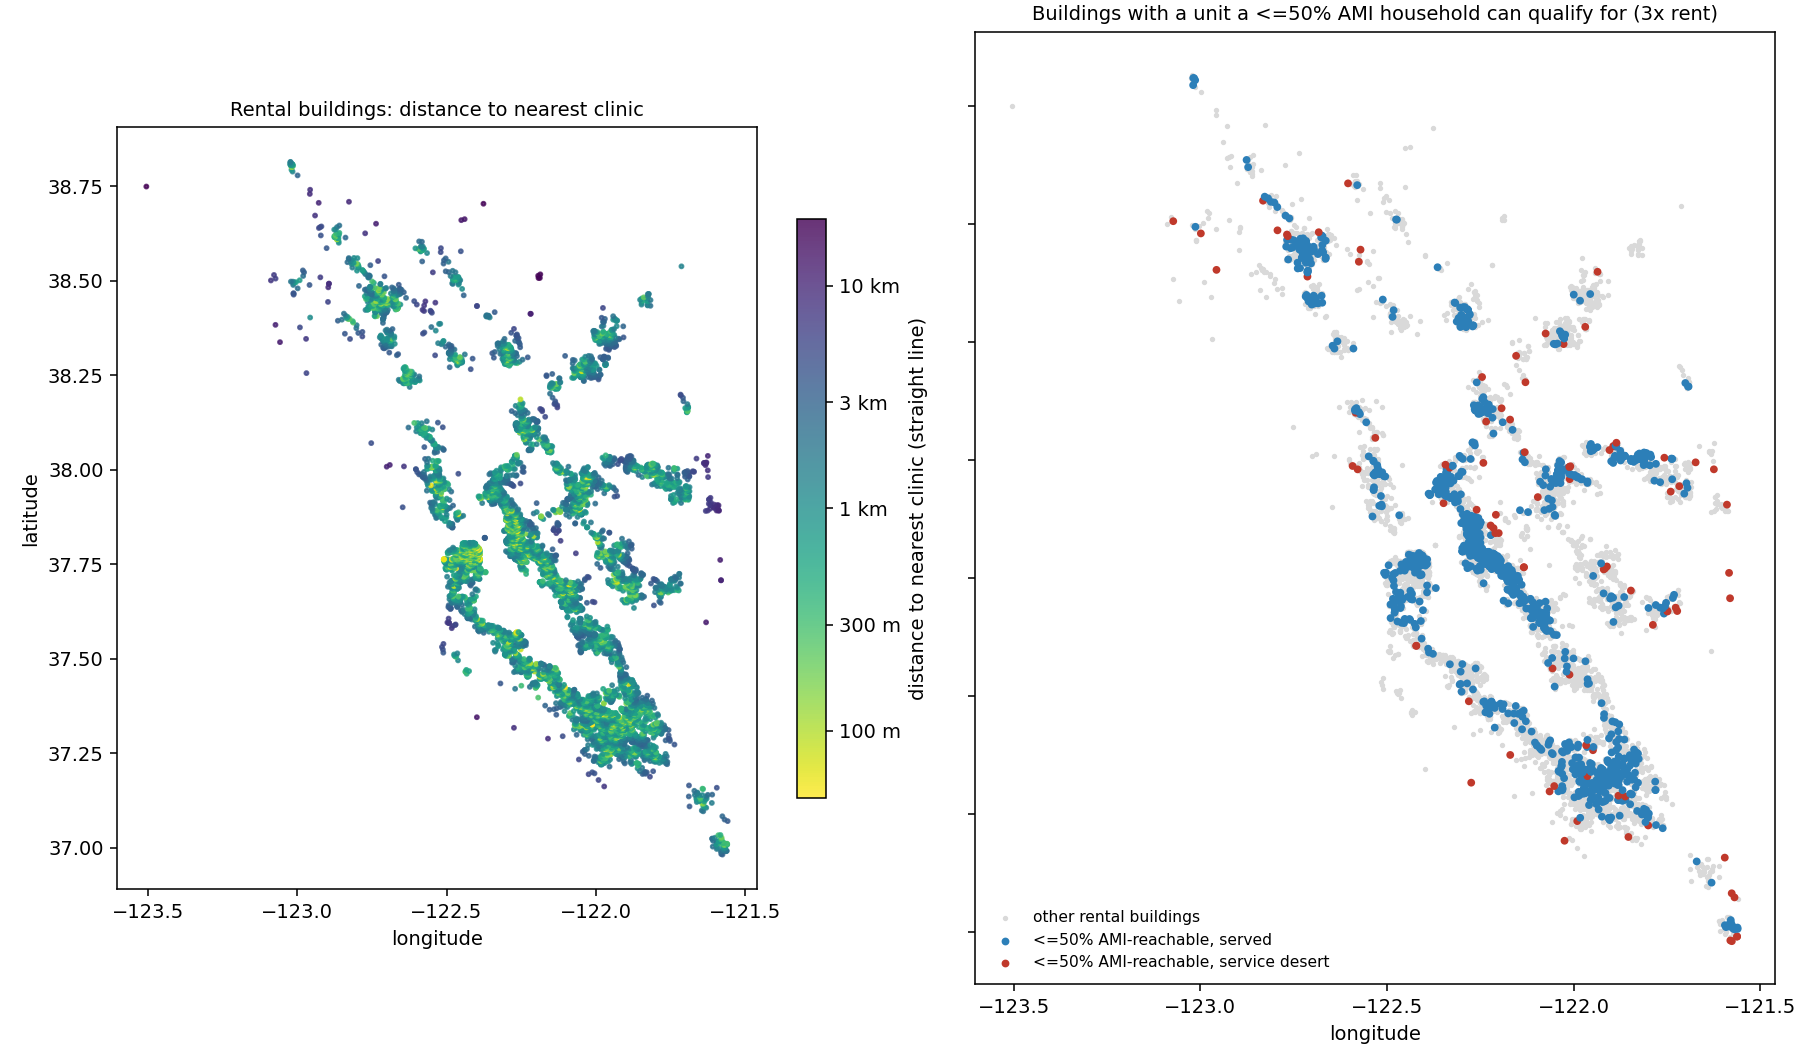 Buildings with a unit a <=50% AMI household can qualify for (3x rent)
Rental buildings: distance to nearest clinic
38.75
38.50
38.25
38.00
37.75
37.50
37.25
37.00
latitude
−123.5
−123.0
−122.5
−122.0
−121.5
longitude
10 km
3 km
1 km
300 m
100 m
distance to nearest clinic (straight line)
other rental buildings
<=50% AMI-reachable, served
<=50% AMI-reachable, service desert
−123.5
−123.0
−122.5
−122.0
−121.5
longitude